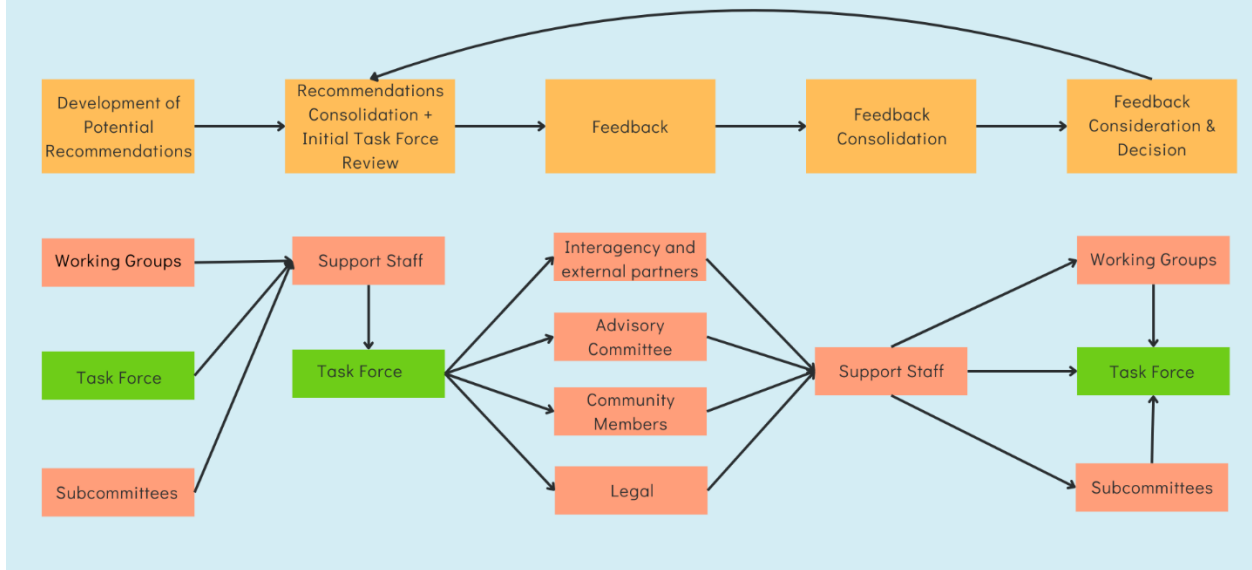 Development of
Potential
Recommendations
Recommendations
Consolidation +
Initial Task Force
Review
Feedback
Feedback
Consolidation
Feedback
Consideration &
Decision
Working Groups
Task Force
Subcommittees
Support Staff
Task Force
Interagency and
external partners
Advisory
Committee
Community
Members
Legal
Support Staff
Working Groups
Task Force
Subcommittees